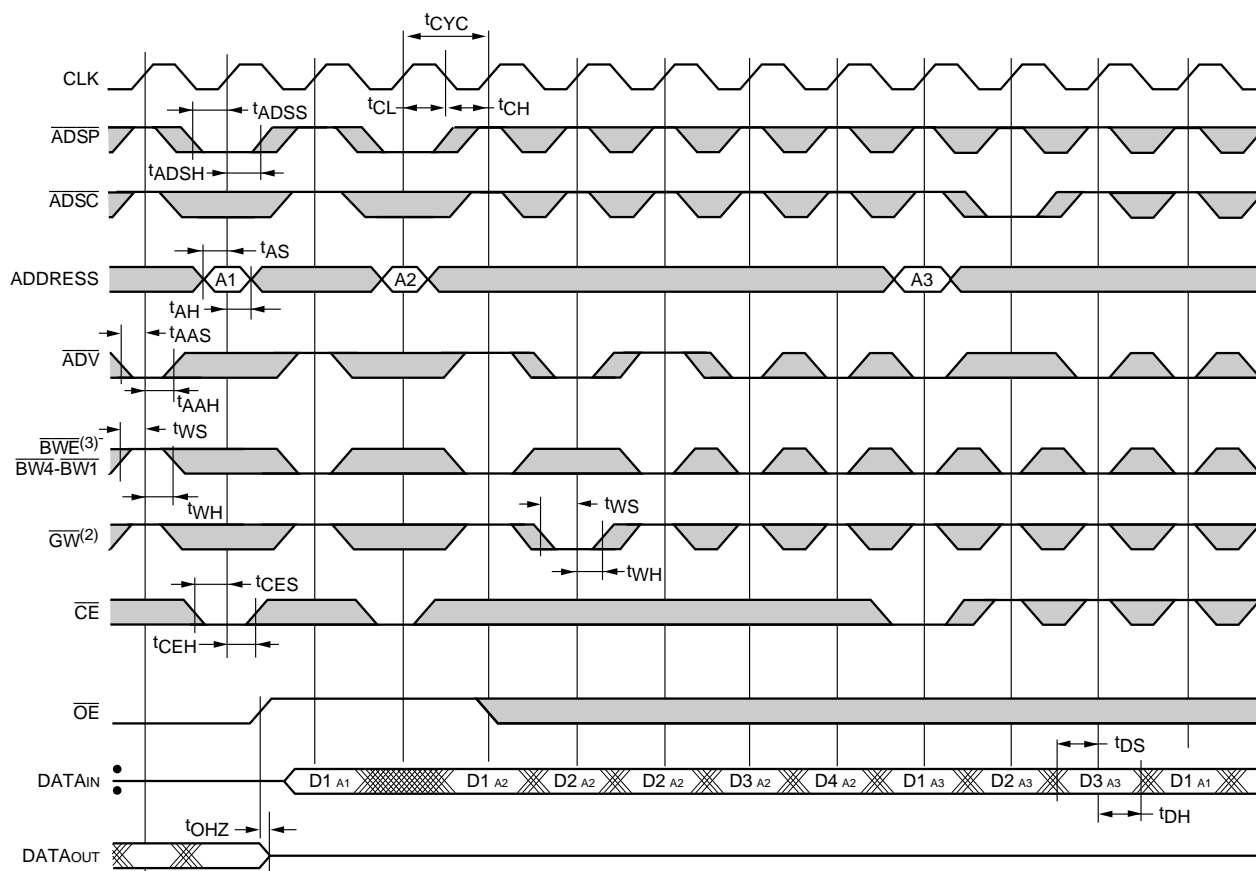 tCYC
CLK
tADSS
tCL
tCH
ADSP
tADSH
ADSC
tAS
ADDRESS
A1
A2
A3
tAH
tAAS
ADV
tAAH
tWS
BWE(3)-
BW4-BW1
tWH
tWS
GW(2)
tWH
tCES
CE
tCEH
OE
tDS
DATAIN
D1 A1
D1 A2
D2 A2
D2 A2
D3 A2
D4 A2
D1 A3
D2 A3
D3 A3
D1 A1
tDH
tOHZ
DATAOUT